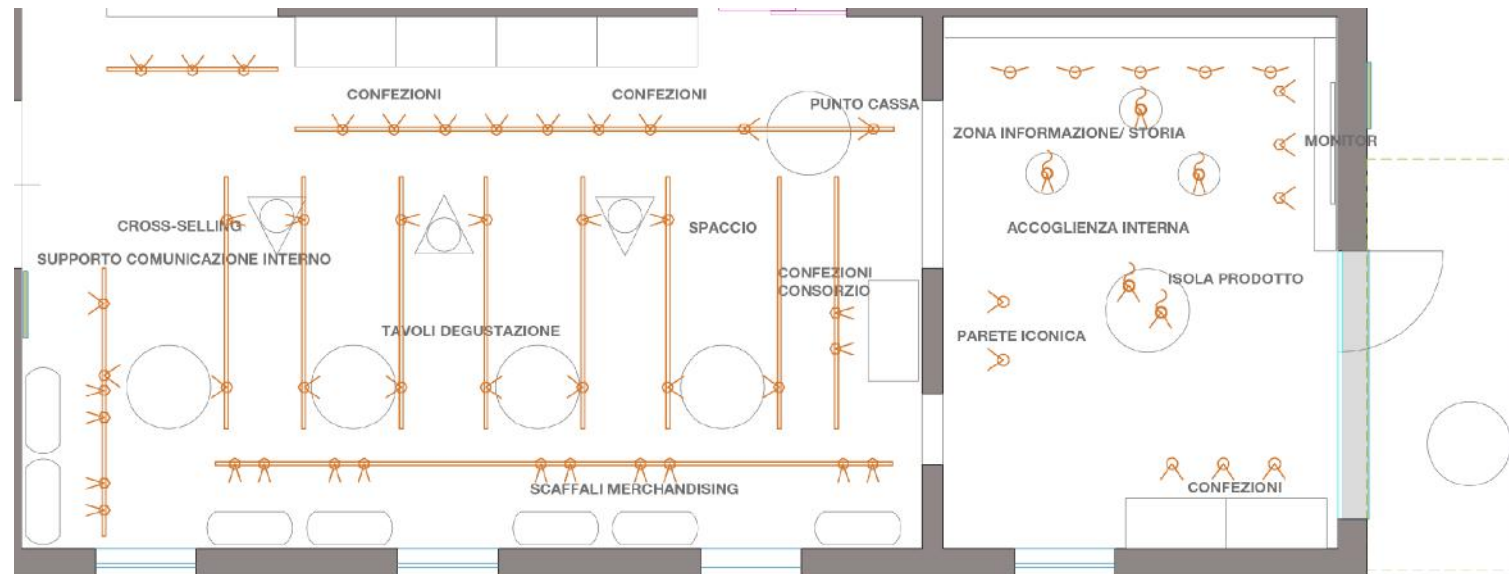 CONFEZIONI
CONFEZIONI
PUNTO CASSA
ZONA INFORMAZIONE/ STORIA
MONITOR
CROSS-SELLING
SPACCIO
ACCOGLIENZA INTERNA
SUPPORTO COMUNICAZIONE INTERNO
CONFEZIONI
CONSORZIO
ISOLA PRODOTTO
TAVOLI DEGUSTAZIONE
PARETE ICONICA
SCAFFALI MERCHANDISING
CONFEZIONI